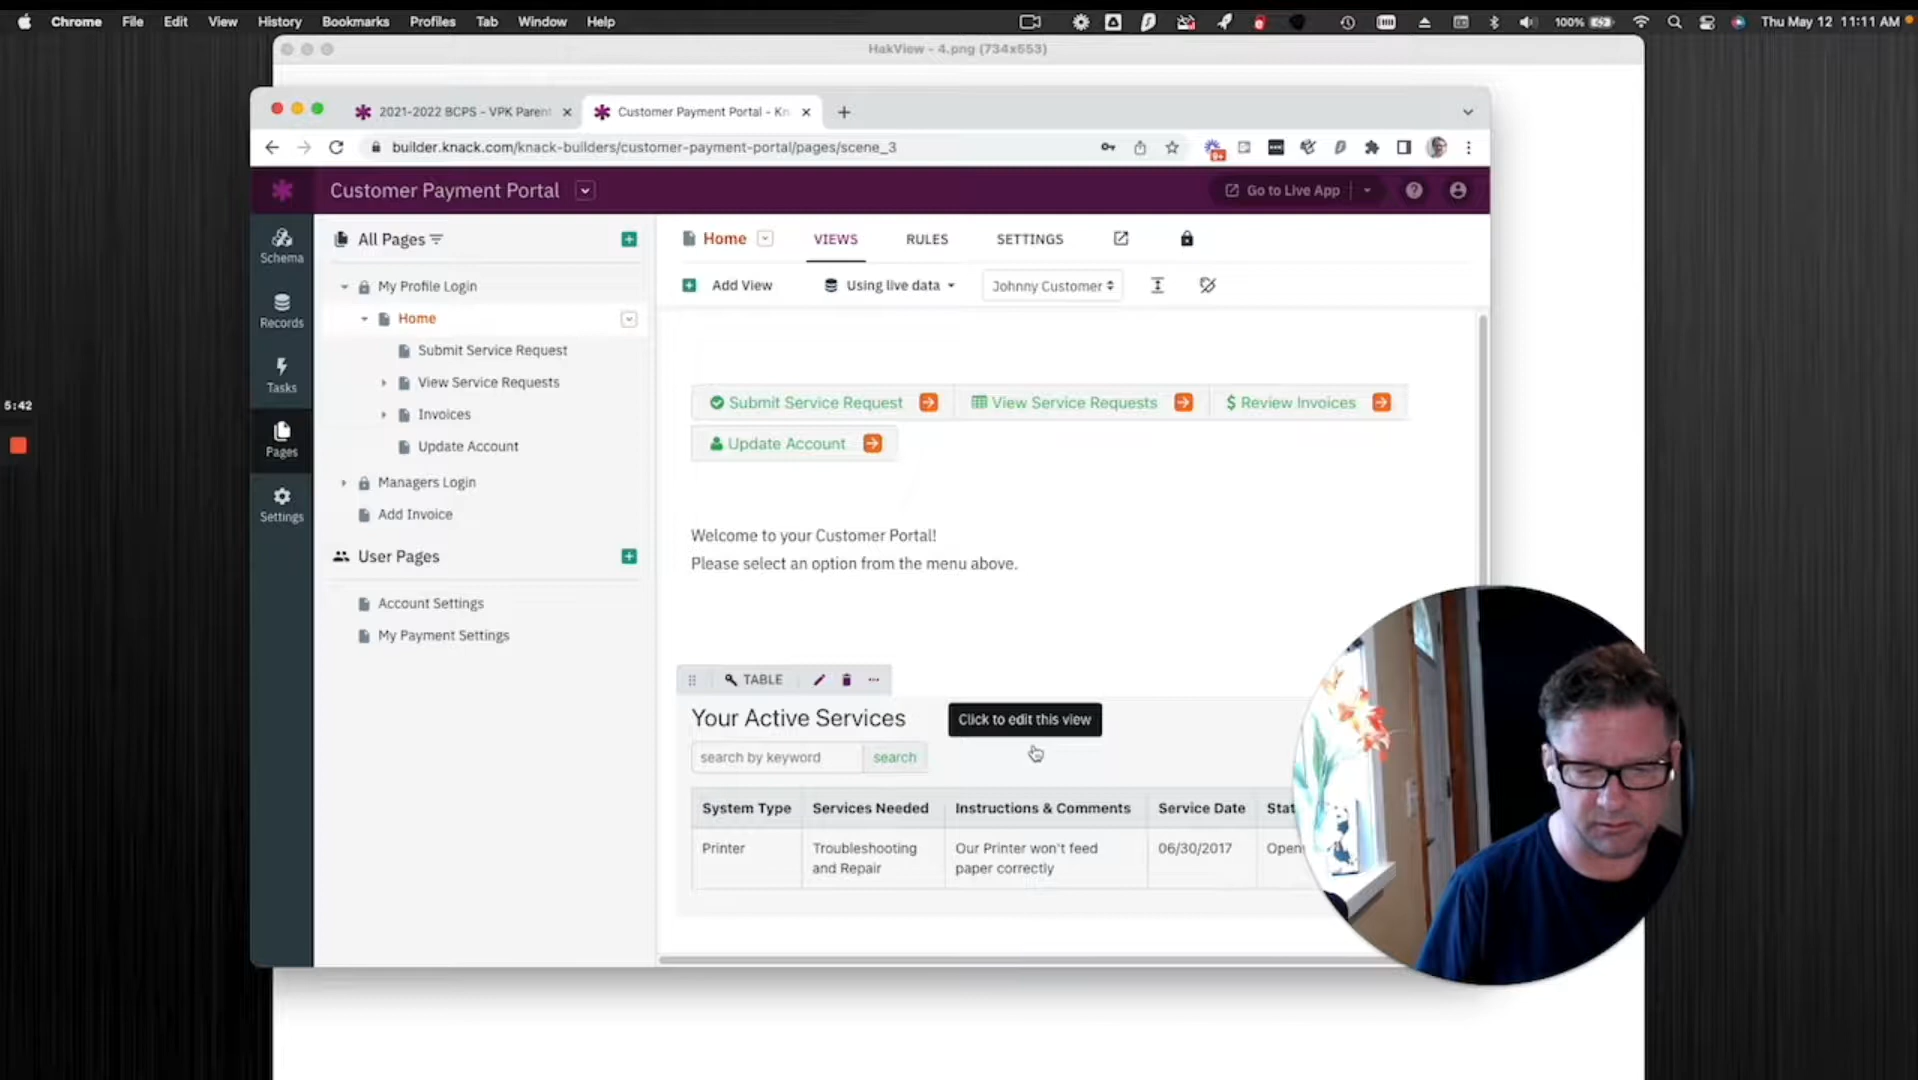 Chrome File Edit View History Bookmarks Profiles Tab Window Help 100% Thu May 12 11:11 AM
HakView - 4.png (734x653)
2021-2022 BCPS - VPK Parent Customer Payment Portal - Kn
builder.knack.com/knack-builders/customer-payment-portal/pages/scene_3
Customer Payment Portal Go to Live App
Schema
Records
Tasks
Pages
Settings
5:42
All Pages
My Profile Login
Home
Submit Service Request
View Service Requests
Invoices
Update Account
Managers Login
Add Invoice
User Pages
Account Settings
My Payment Settings
Home VIEWS RULES SETTINGS
Add View Using live data Johnny Customer
Submit Service Request View Service Requests Review Invoices
Update Account
Welcome to your Customer Portal!
Please select an option from the menu above.
TABLE
Your Active Services Click to edit this view
search by keyword search
System Type Services Needed Instructions & Comments Service Date Stat
Printer Troubleshooting and Repair Our Printer won't feed paper correctly 06/30/2017 Open